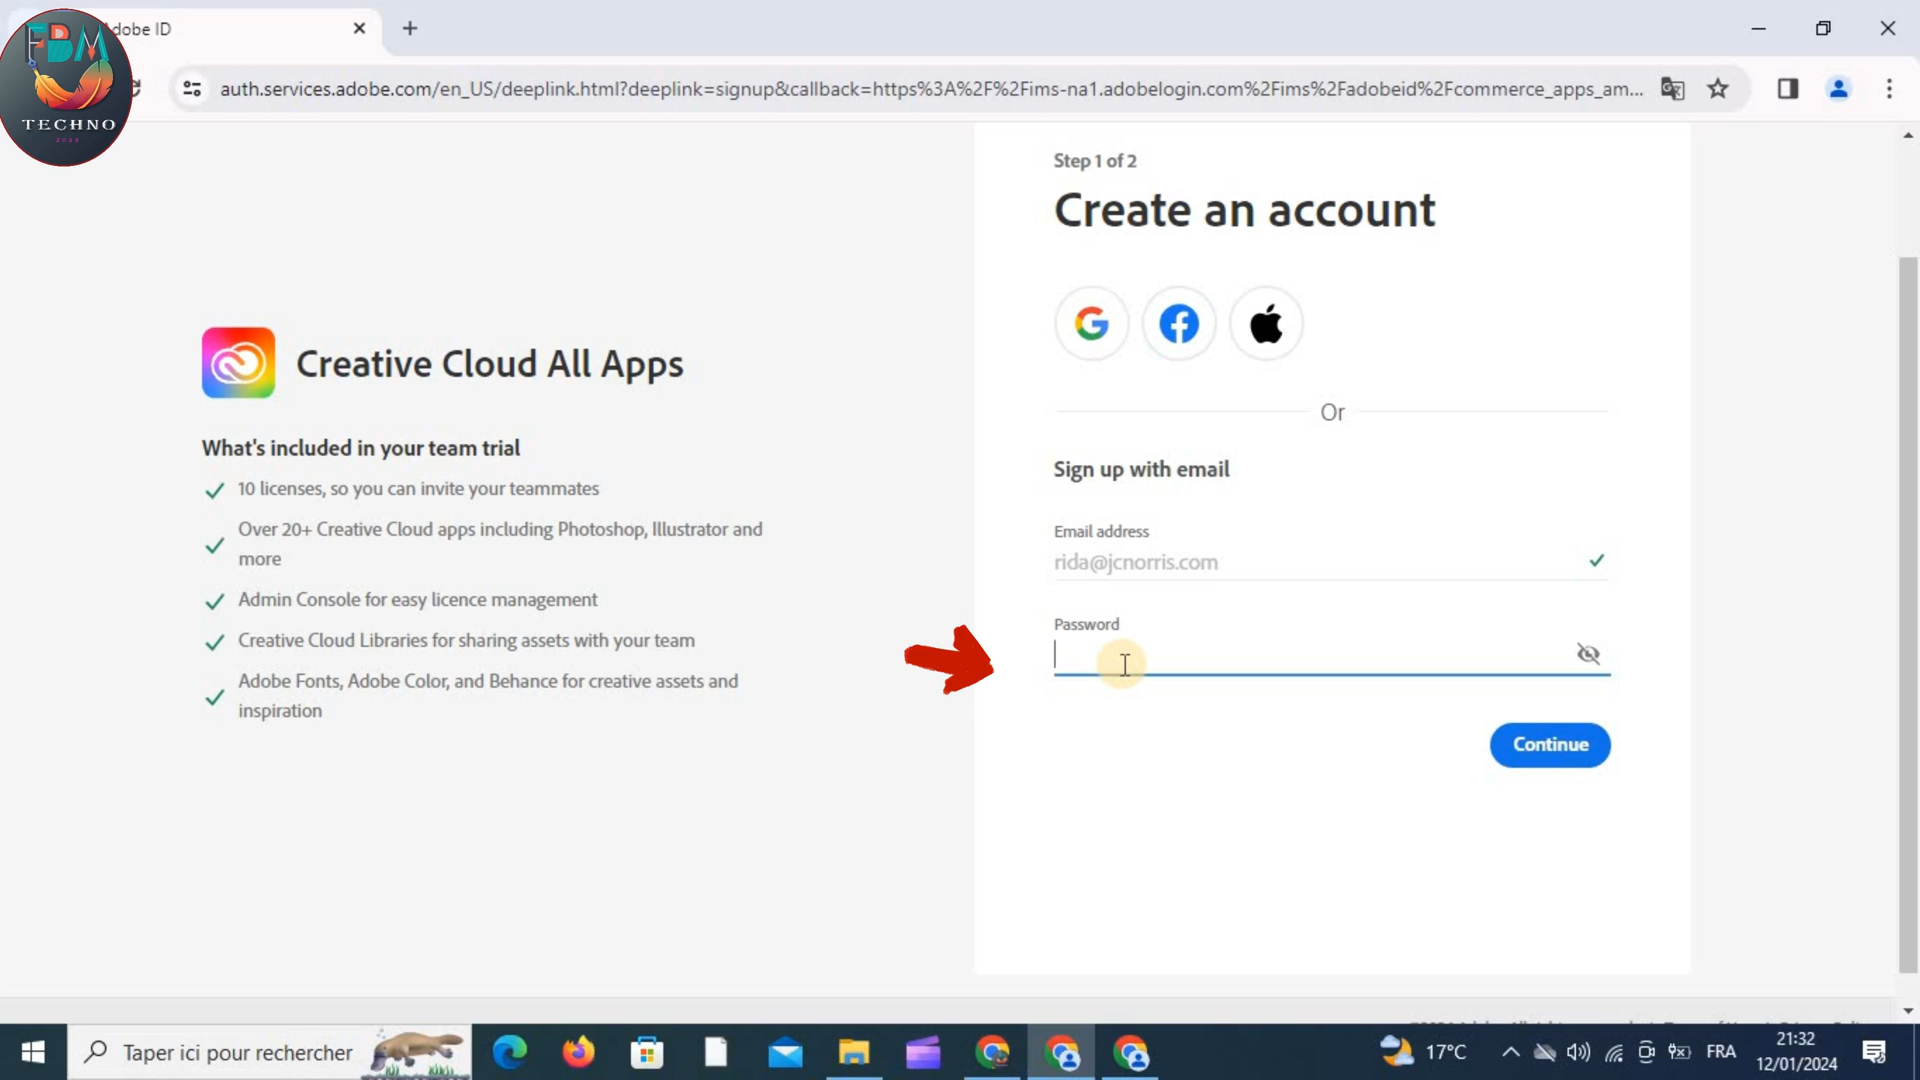 Adobe ID
FBM
TECHNO
auth.services.adobe.com/en_US/deeplink.html?deeplink=signup&callback=https%3A%2F%2Fims-na1.adobelogin.com%2Fims%2Fadobeid%2Fcommerce_apps_am...
Creative Cloud All Apps
What's included in your team trial
10 licenses, so you can invite your teammates
Over 20+ Creative Cloud apps including Photoshop, Illustrator and
more
Admin Console for easy licence management
Creative Cloud Libraries for sharing assets with your team
Adobe Fonts, Adobe Color, and Behance for creative assets and
inspiration
Step 1 of 2
Create an account
Or
Sign up with email
Email address
rida@jcnorris.com
Password
Continue
Taper ici pour rechercher
17°C
FRA
21:32
12/01/2024